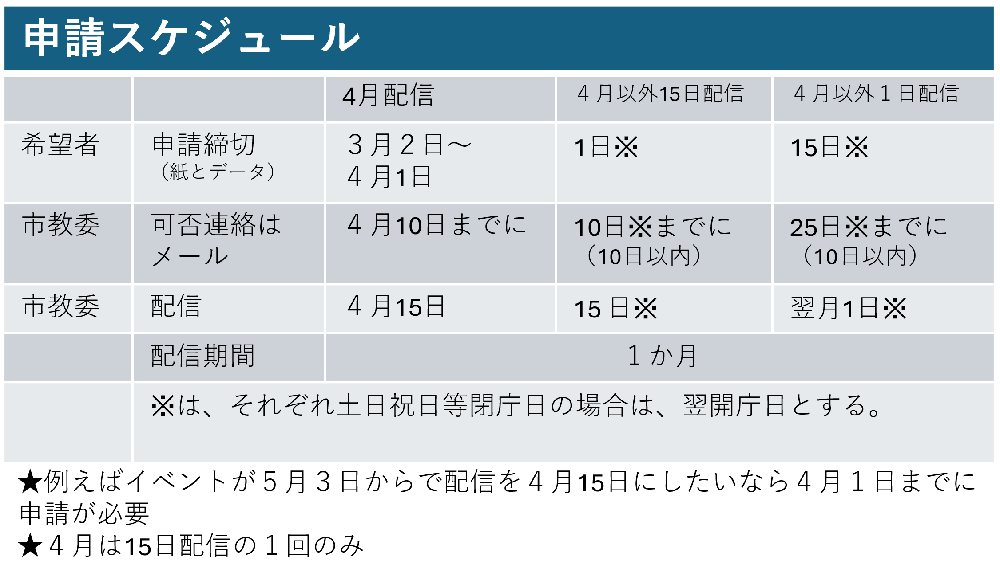 申請スケジュール
4月配信
４月以外15日配信
４月以外１日配信
希望者
申請締切
（紙とデータ）
３月２日～
４月1日
1日※
15日※
市教委
可否連絡は
メール
４月10日までに
10日※までに
（10日以内）
25日※までに
（10日以内）
市教委
配信
４月15日
15日※
翌月1日※
配信期間
１か月
※は、それぞれ土日祝日等閉庁日の場合は、翌開庁日とする。
★例えばイベントが５月３日からで配信を４月15日にしたいなら４月１日までに
申請が必要
★４月は15日配信の１回のみ